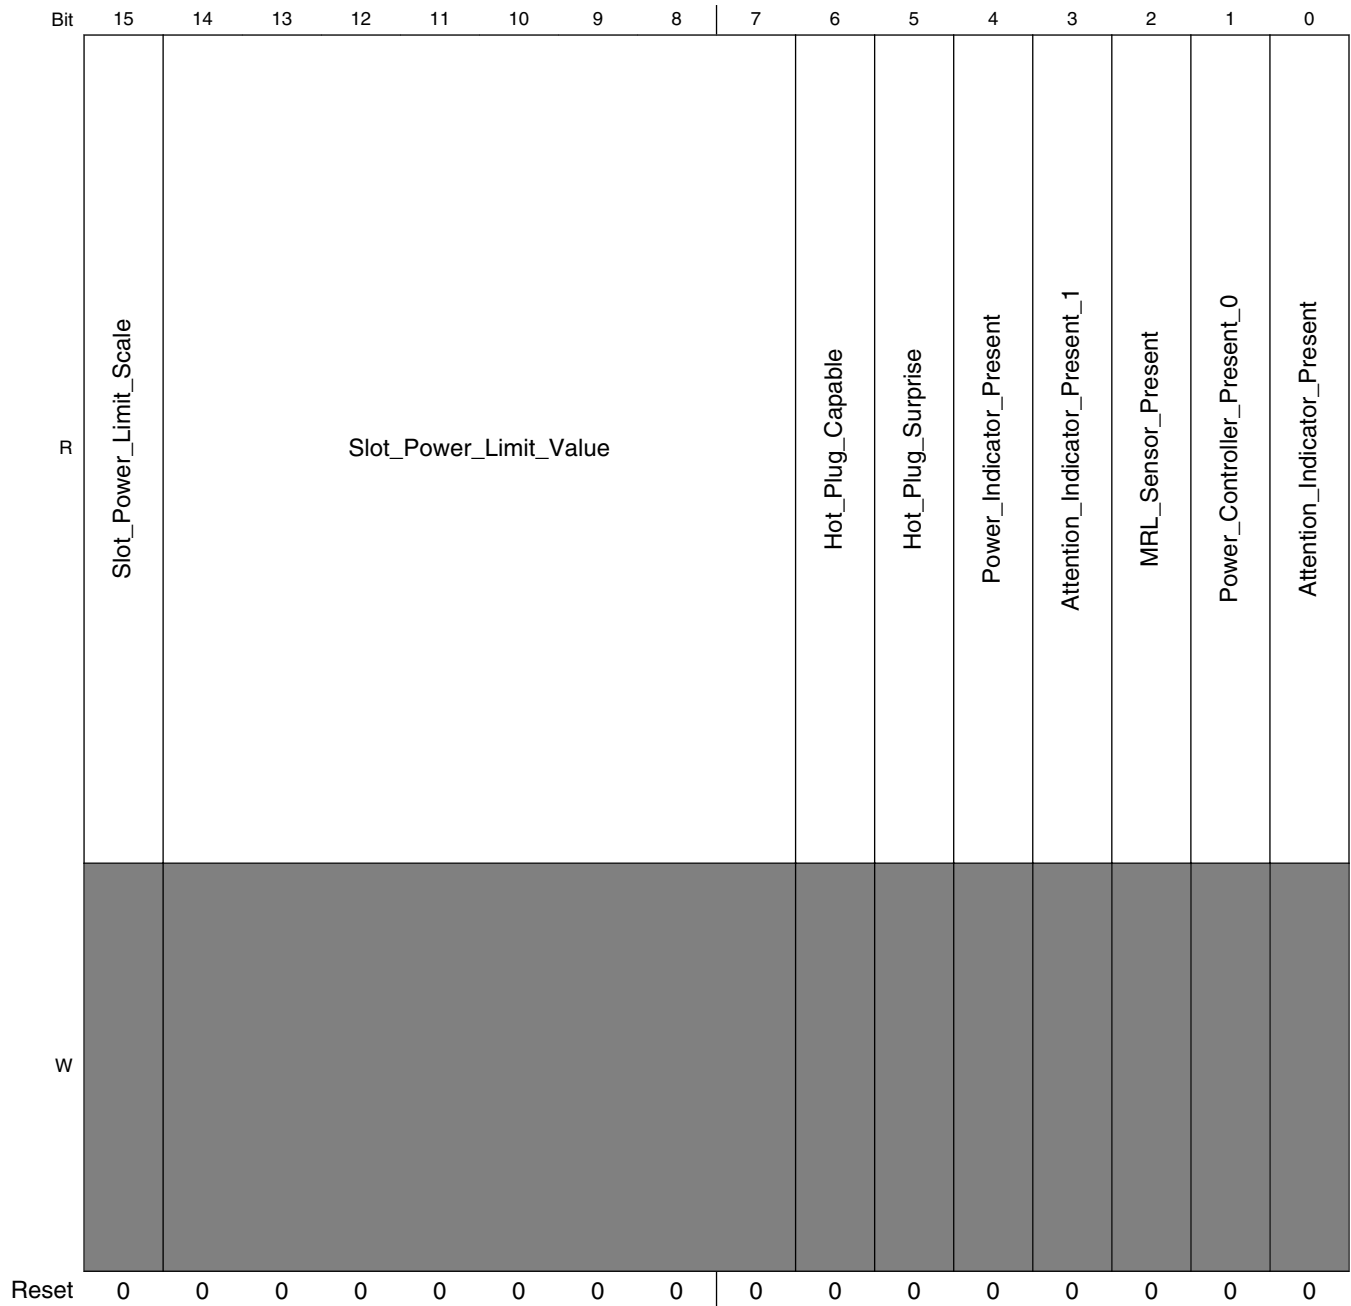 Bit 15 14 13 12 11 10 9 8 7 6 5 4 3 2 1 0
R
Slot_Power_Limit_Scale
Slot_Power_Limit_Value
Hot_Plug_Capable
Hot_Plug_Surprise
Power_Indicator_Present
Attention_Indicator_Present_1
MRL_Sensor_Present
Power_Controller_Present_0
Attention_Indicator_Present
W
Reset 0 0 0 0 0 0 0 0 0 0 0 0 0 0 0 0